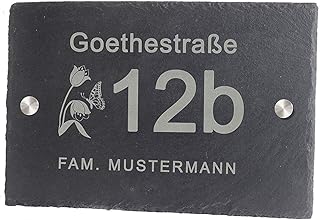 Goethestraße
12b
FAM. MUSTERMANN